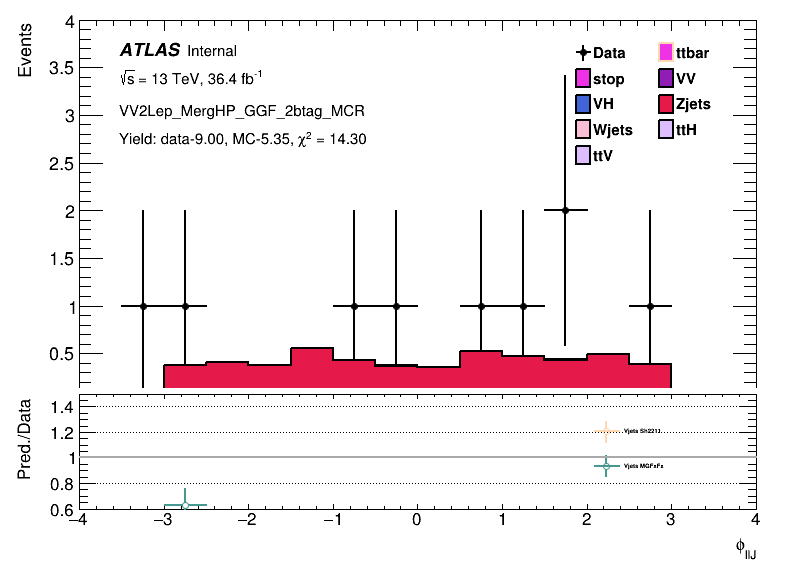 Events
4
3.5
3
2.5
2
1.5
1
0.5
ATLAS Internal
√s = 13 TeV, 36.4 fb⁻¹
VV2Lep_MergHP_GGF_2btag_MCR
Yield: data-9.00, MC-5.35, χ² = 14.30
Data ttbar
stop VV
VH Zjets
Wjets ttH
ttV
Pred./Data
1.4
1.2
1
0.8
0.6
Vjets Sh2211
Vjets MGFxFx
−4 −3 −2 −1 0 1 2 3 4
ϕ_llJ